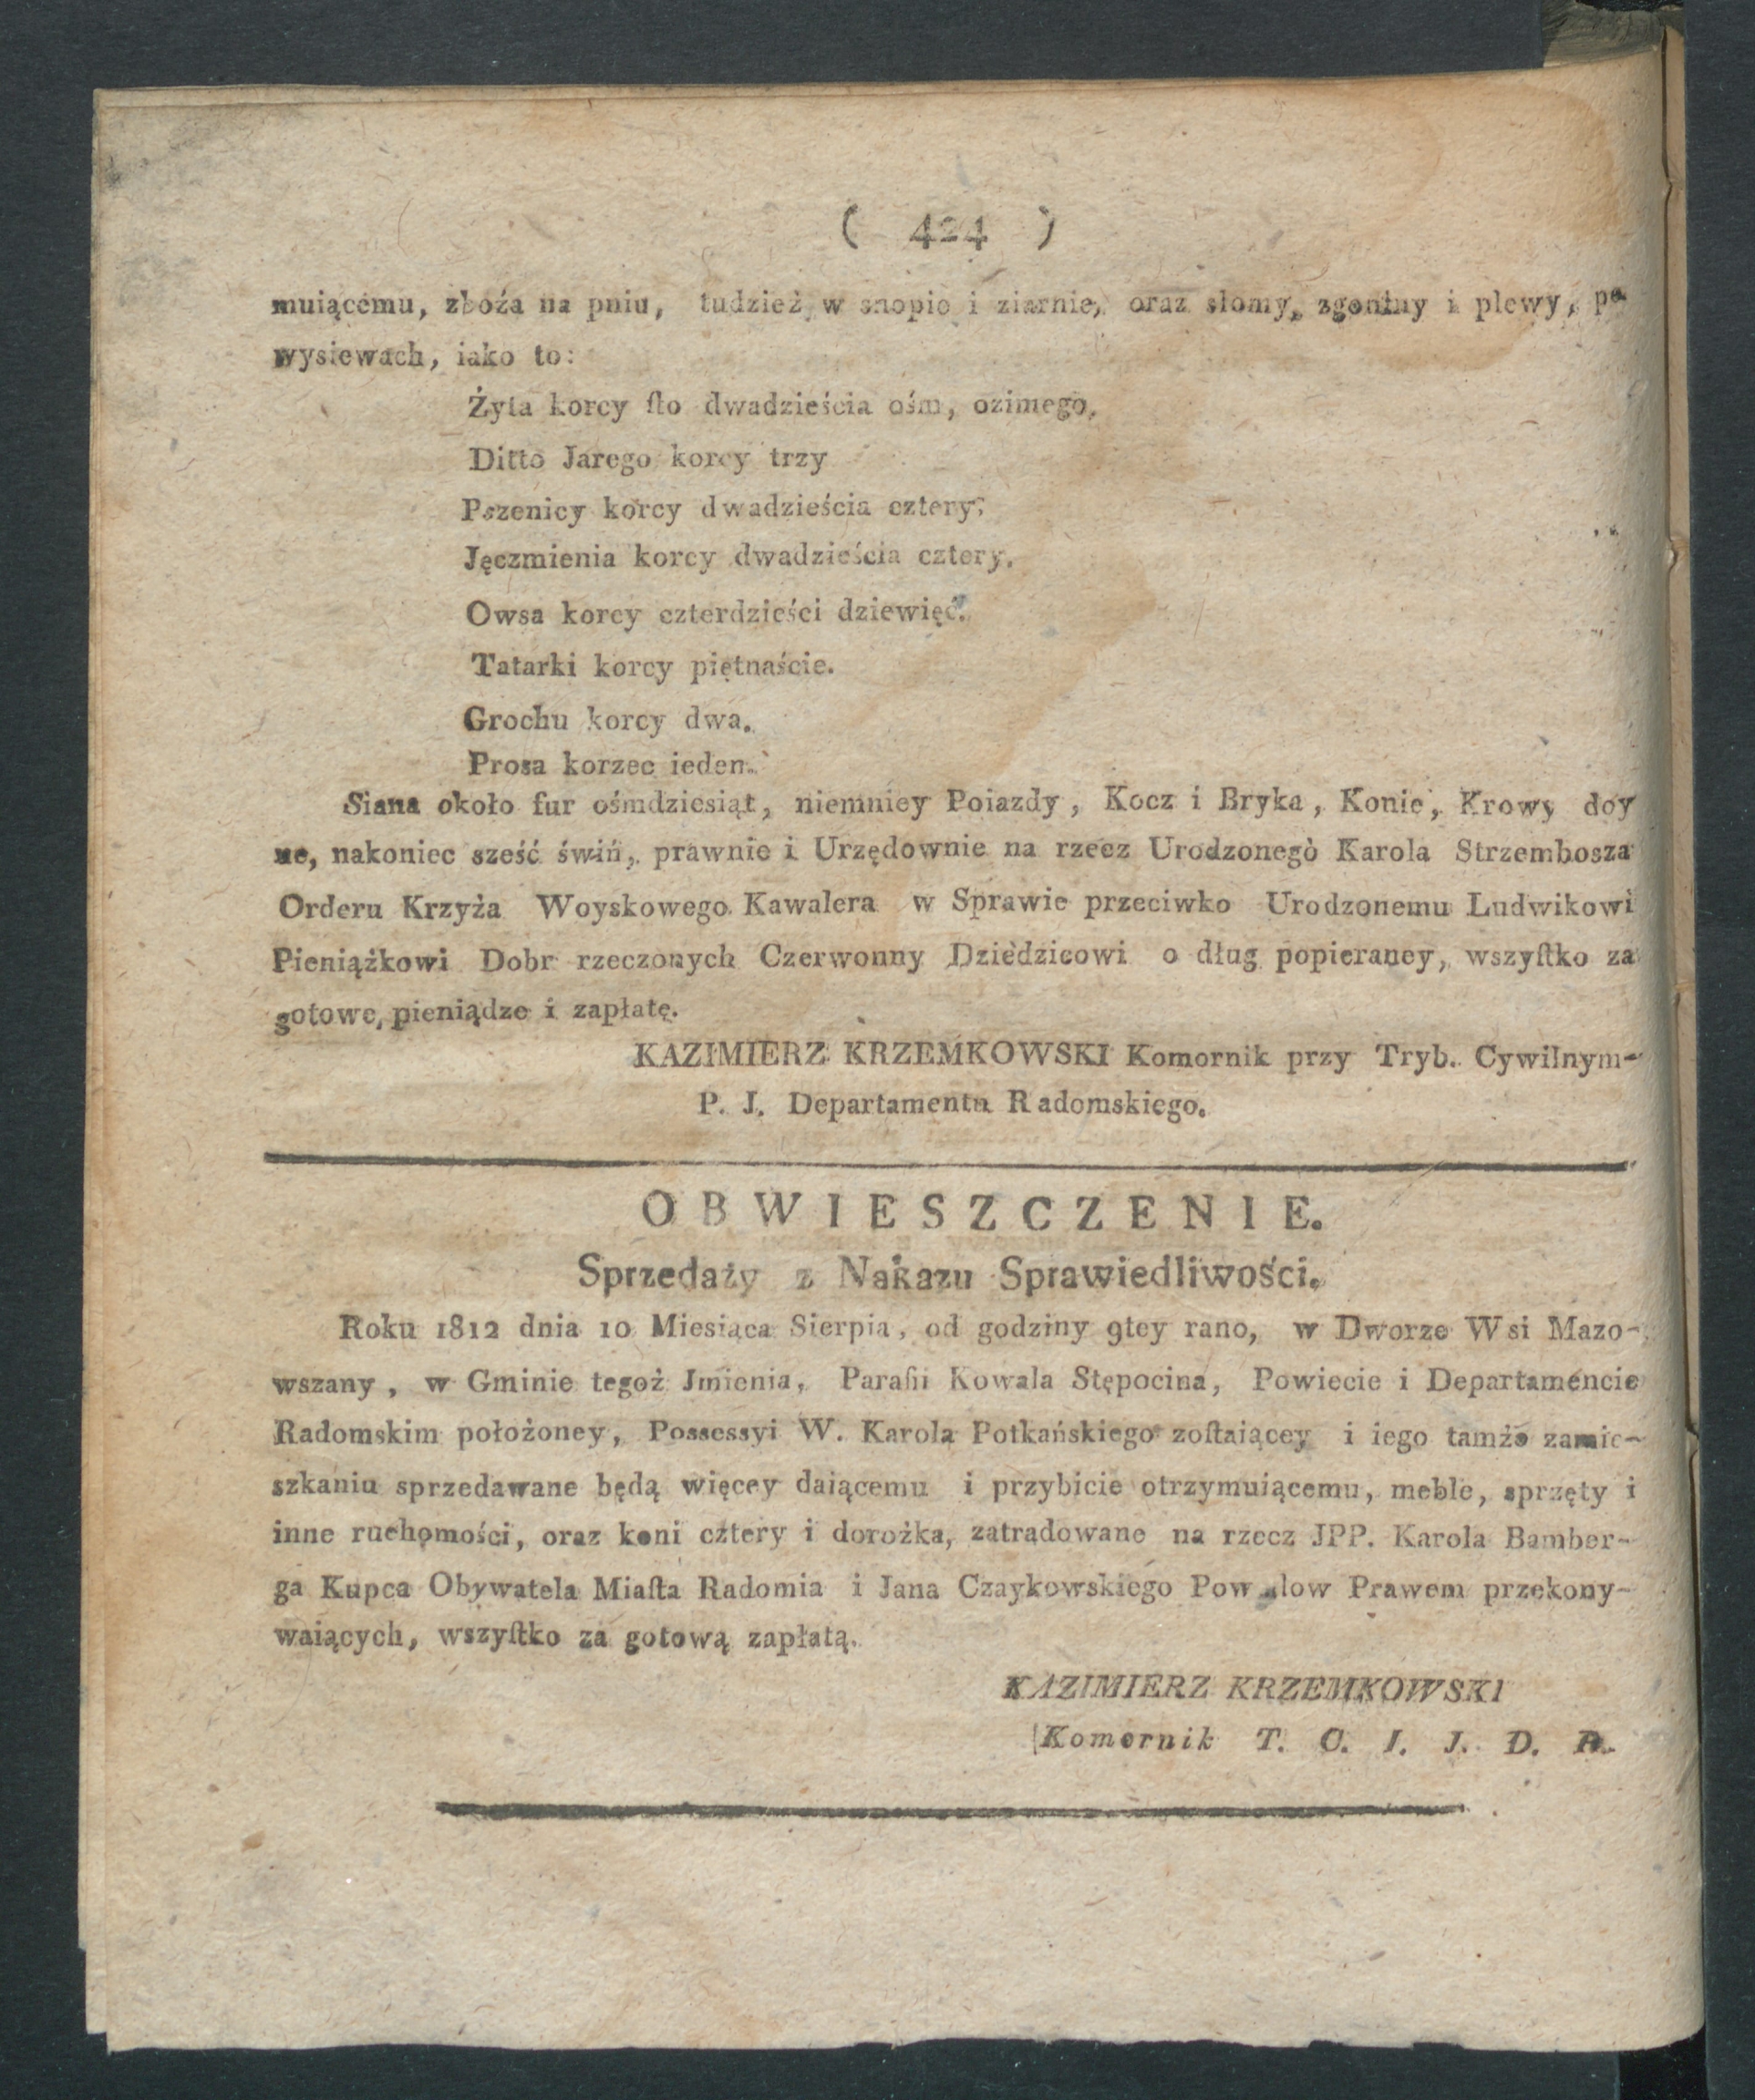 ( 424 )
muiącemu, zboźa na pniu, tudzież w snopie i ziarnie, oraz słomy, zgoniny i plewy, po
wysiewach, iako to:
Żyta korcy sto dwadzieścia ośm, ozimego,
Ditto Jarego korcy trzy
Pszenicy korcy dwadzieścia cztery,
Jęczmienia korcy dwadzieścia cztery.
Owsa korcy czterdzieści dziewięć.
Tatarki korcy piętnaście.
Grochu korcy dwa.
Prosa korzec ieden.
Siana około fur ośmdziesiąt, niemniey Poiazdy, Kocz i Bryka, Konie, Krowy doy
ne, nakoniec sześć świń, prawnie i Urzędownie na rzecz Urodzonego Karola Strzembosza
Orderu Krzyża Woyskowego Kawalera w Sprawie przeciwko Urodzonemu Ludwikowi
Pieniążkowi Dobr rzeczonych Czerwonny Dziedzicowi o dług popieraney, wszystko za
gotowe, pieniądze i zapłatę.
KAZIMIERZ KRZEMKOWSKI Komornik przy Tryb. Cywilnym-
P. J. Departamentu Radomskiego.
OBWIESZCZENIE.
Sprzedaży z Nakazu Sprawiedliwości.
Roku 1812 dnia 10 Miesiąca Sierpia, od godziny 9tey rano, w Dworze Wsi Mazo-
wszany, w Gminie tegoż Jmienia, Parafii Kowala Stępocina, Powiecie i Departamencie
Radomskim położoney, Possessyi W. Karola Potkańskiego zostaiącey i iego tamże zamie-
szkaniu sprzedawane będą więcey daiącemu i przybicie otrzymuiącemu, meble, sprzęty i
inne ruchomości, oraz koni cztery i dorożka, zatradowane na rzecz JPP. Karola Bamber-
ga Kupca Obywatela Miasta Radomia i Jana Czaykowskiego Prawem przekony-
waiących, wszystko za gotową zapłatą.
KAZIMIERZ KRZEMKOWSKI
Komornik T. C. I. J. D. R.